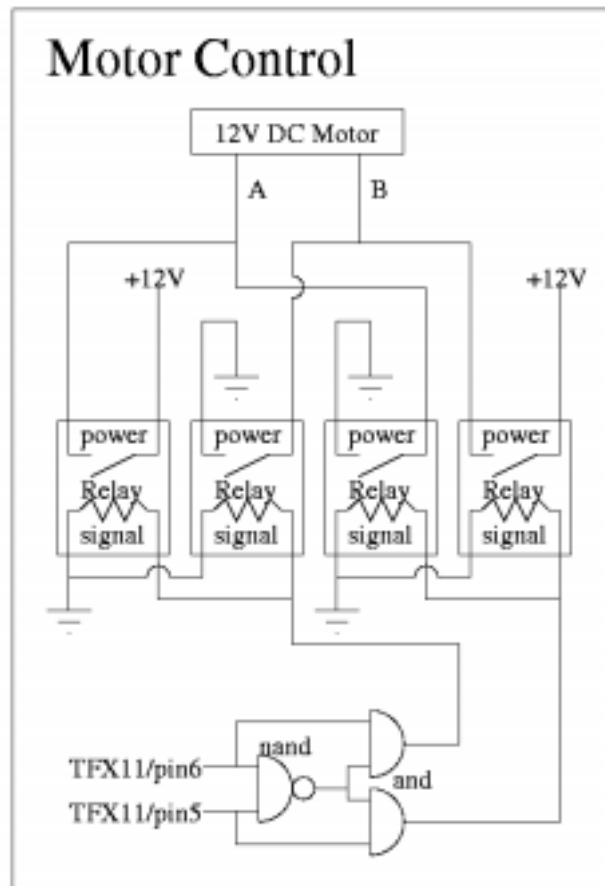 Motor Control
12V DC Motor
A B
+12V +12V
power power power power
Relay Relay Relay Relay
signal signal signal signal
nand
TFX11/pin6
and
TFX11/pin5